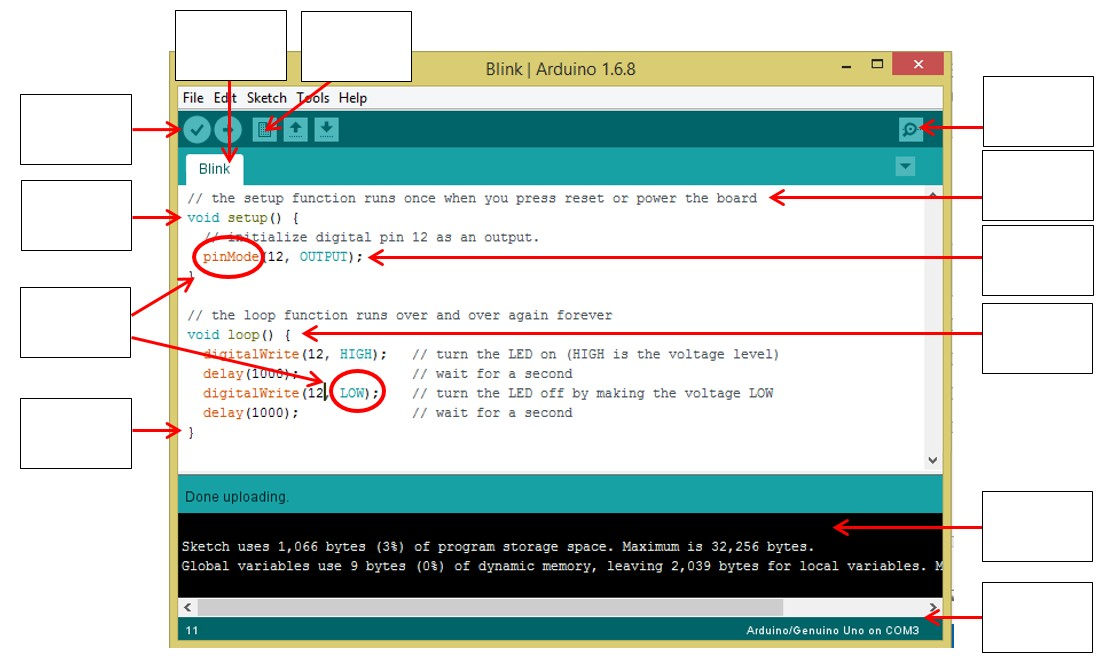 Blink | Arduino 1.6.8
File Edit Sketch Tools Help
Blink
// the setup function runs once when you press reset or power the board
void setup() {
// initialize digital pin 12 as an output.
pinMode(12, OUTPUT);
}
// the loop function runs over and over again forever
void loop() {
digitalWrite(12, HIGH); // turn the LED on (HIGH is the voltage level)
delay(1000); // wait for a second
digitalWrite(12, LOW); // turn the LED off by making the voltage LOW
delay(1000); // wait for a second
}
Done uploading.
Sketch uses 1,066 bytes (3%) of program storage space. Maximum is 32,256 bytes.
Global variables use 9 bytes (0%) of dynamic memory, leaving 2,039 bytes for local variables. M
11 Arduino/Genuino Uno on COM3